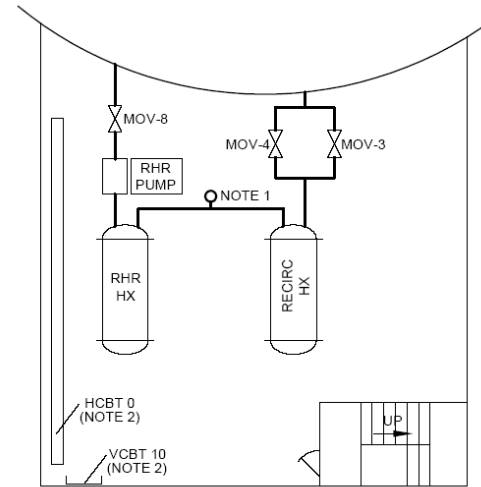 MOV-8
MOV-4
MOV-3
RHR
PUMP
NOTE 1
RHR
HX
RECIRC
HX
HCBT 0
(NOTE 2)
UP
VCBT 10
(NOTE 2)